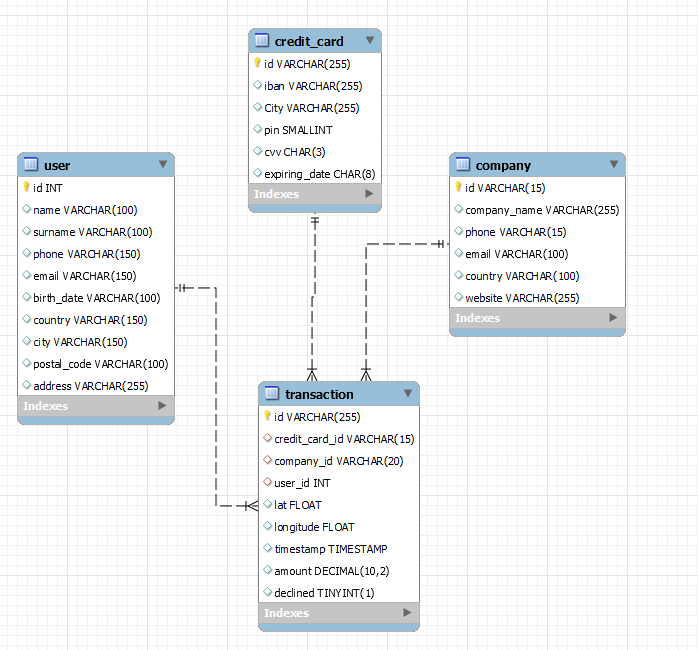 credit_card
id VARCHAR(255)
iban VARCHAR(255)
City VARCHAR(255)
pin SMALLINT
cvv CHAR(3)
expiring_date CHAR(8)
Indexes
user
id INT
name VARCHAR(100)
surname VARCHAR(100)
phone VARCHAR(150)
email VARCHAR(150)
birth_date VARCHAR(100)
country VARCHAR(150)
city VARCHAR(150)
postal_code VARCHAR(100)
address VARCHAR(255)
Indexes
company
id VARCHAR(15)
company_name VARCHAR(255)
phone VARCHAR(15)
email VARCHAR(100)
country VARCHAR(100)
website VARCHAR(255)
Indexes
transaction
id VARCHAR(255)
credit_card_id VARCHAR(15)
company_id VARCHAR(20)
user_id INT
lat FLOAT
longitude FLOAT
timestamp TIMESTAMP
amount DECIMAL(10,2)
declined TINYINT(1)
Indexes